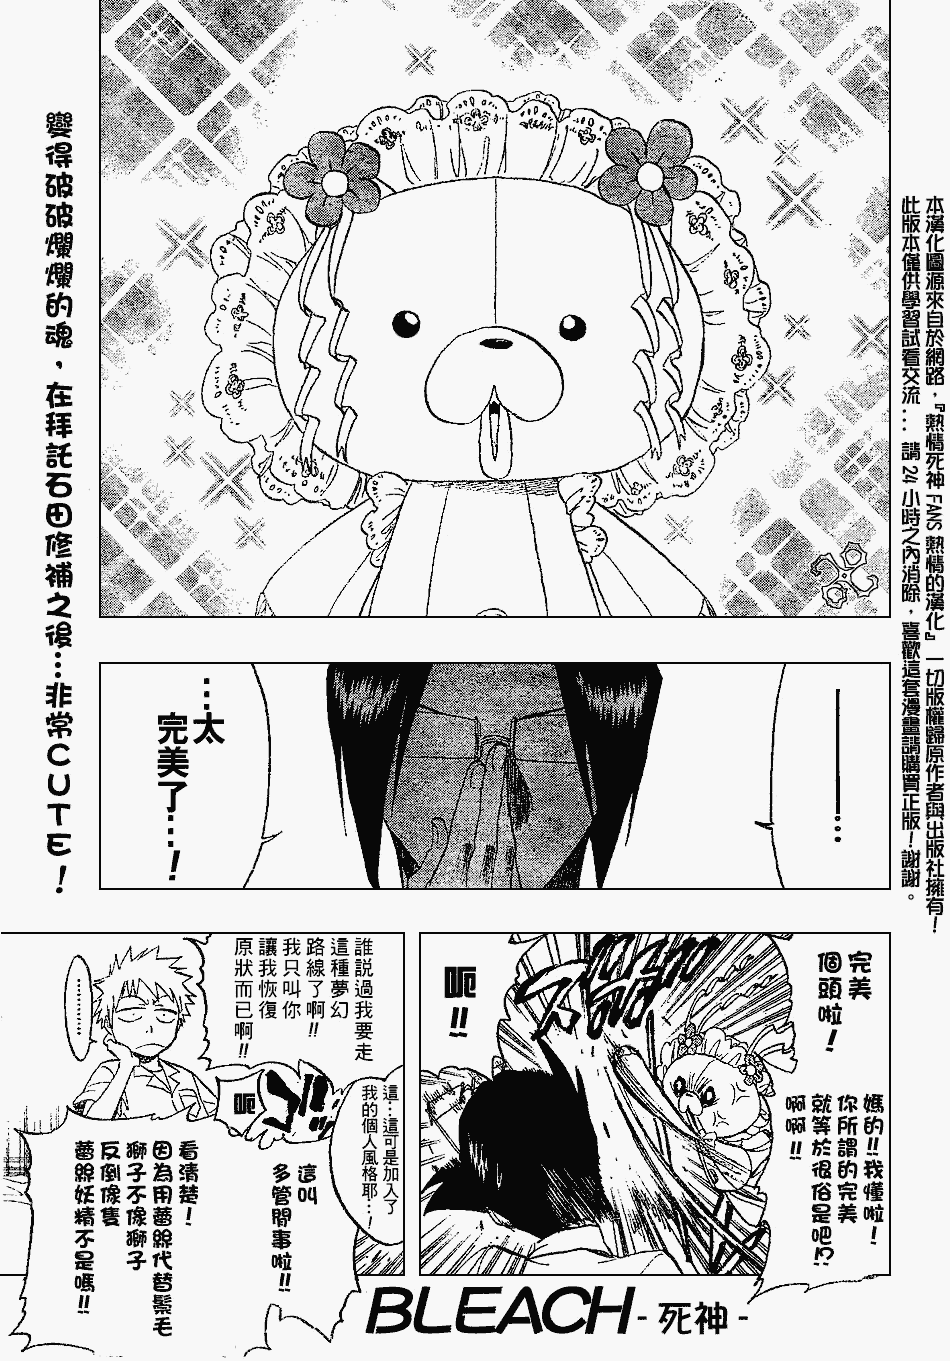 本漢化圖源來自於網路，『熱情死神FANS熱情的漢化』一切版權歸原作者與出版社擁有！
此版本僅供學習試看交流... 請24小時之內消除，喜歡這套漫畫請購買正版！謝謝。
變得破破爛爛的魂，在拜託石田修補之後…非常CUTE！
———…
…太
完美了…！
完美
個頭啦！
媽的!!我懂啦！
你所謂的完美
就等於很俗是吧!?
啊啊!!
呃!!
這…這可是加入了
我的個人風格耶…！
呃!!
誰說過我要走
這種夢幻
路線了啊!!
我只叫你
讓我恢復
原狀而已啊!!
………
這叫
多管閒事啦!!
看清楚！
因為用蕾絲代替鬃毛
獅子不像獅子
反倒像隻
蕾絲妖精不是嗎!!
BLEACH - 死神 -